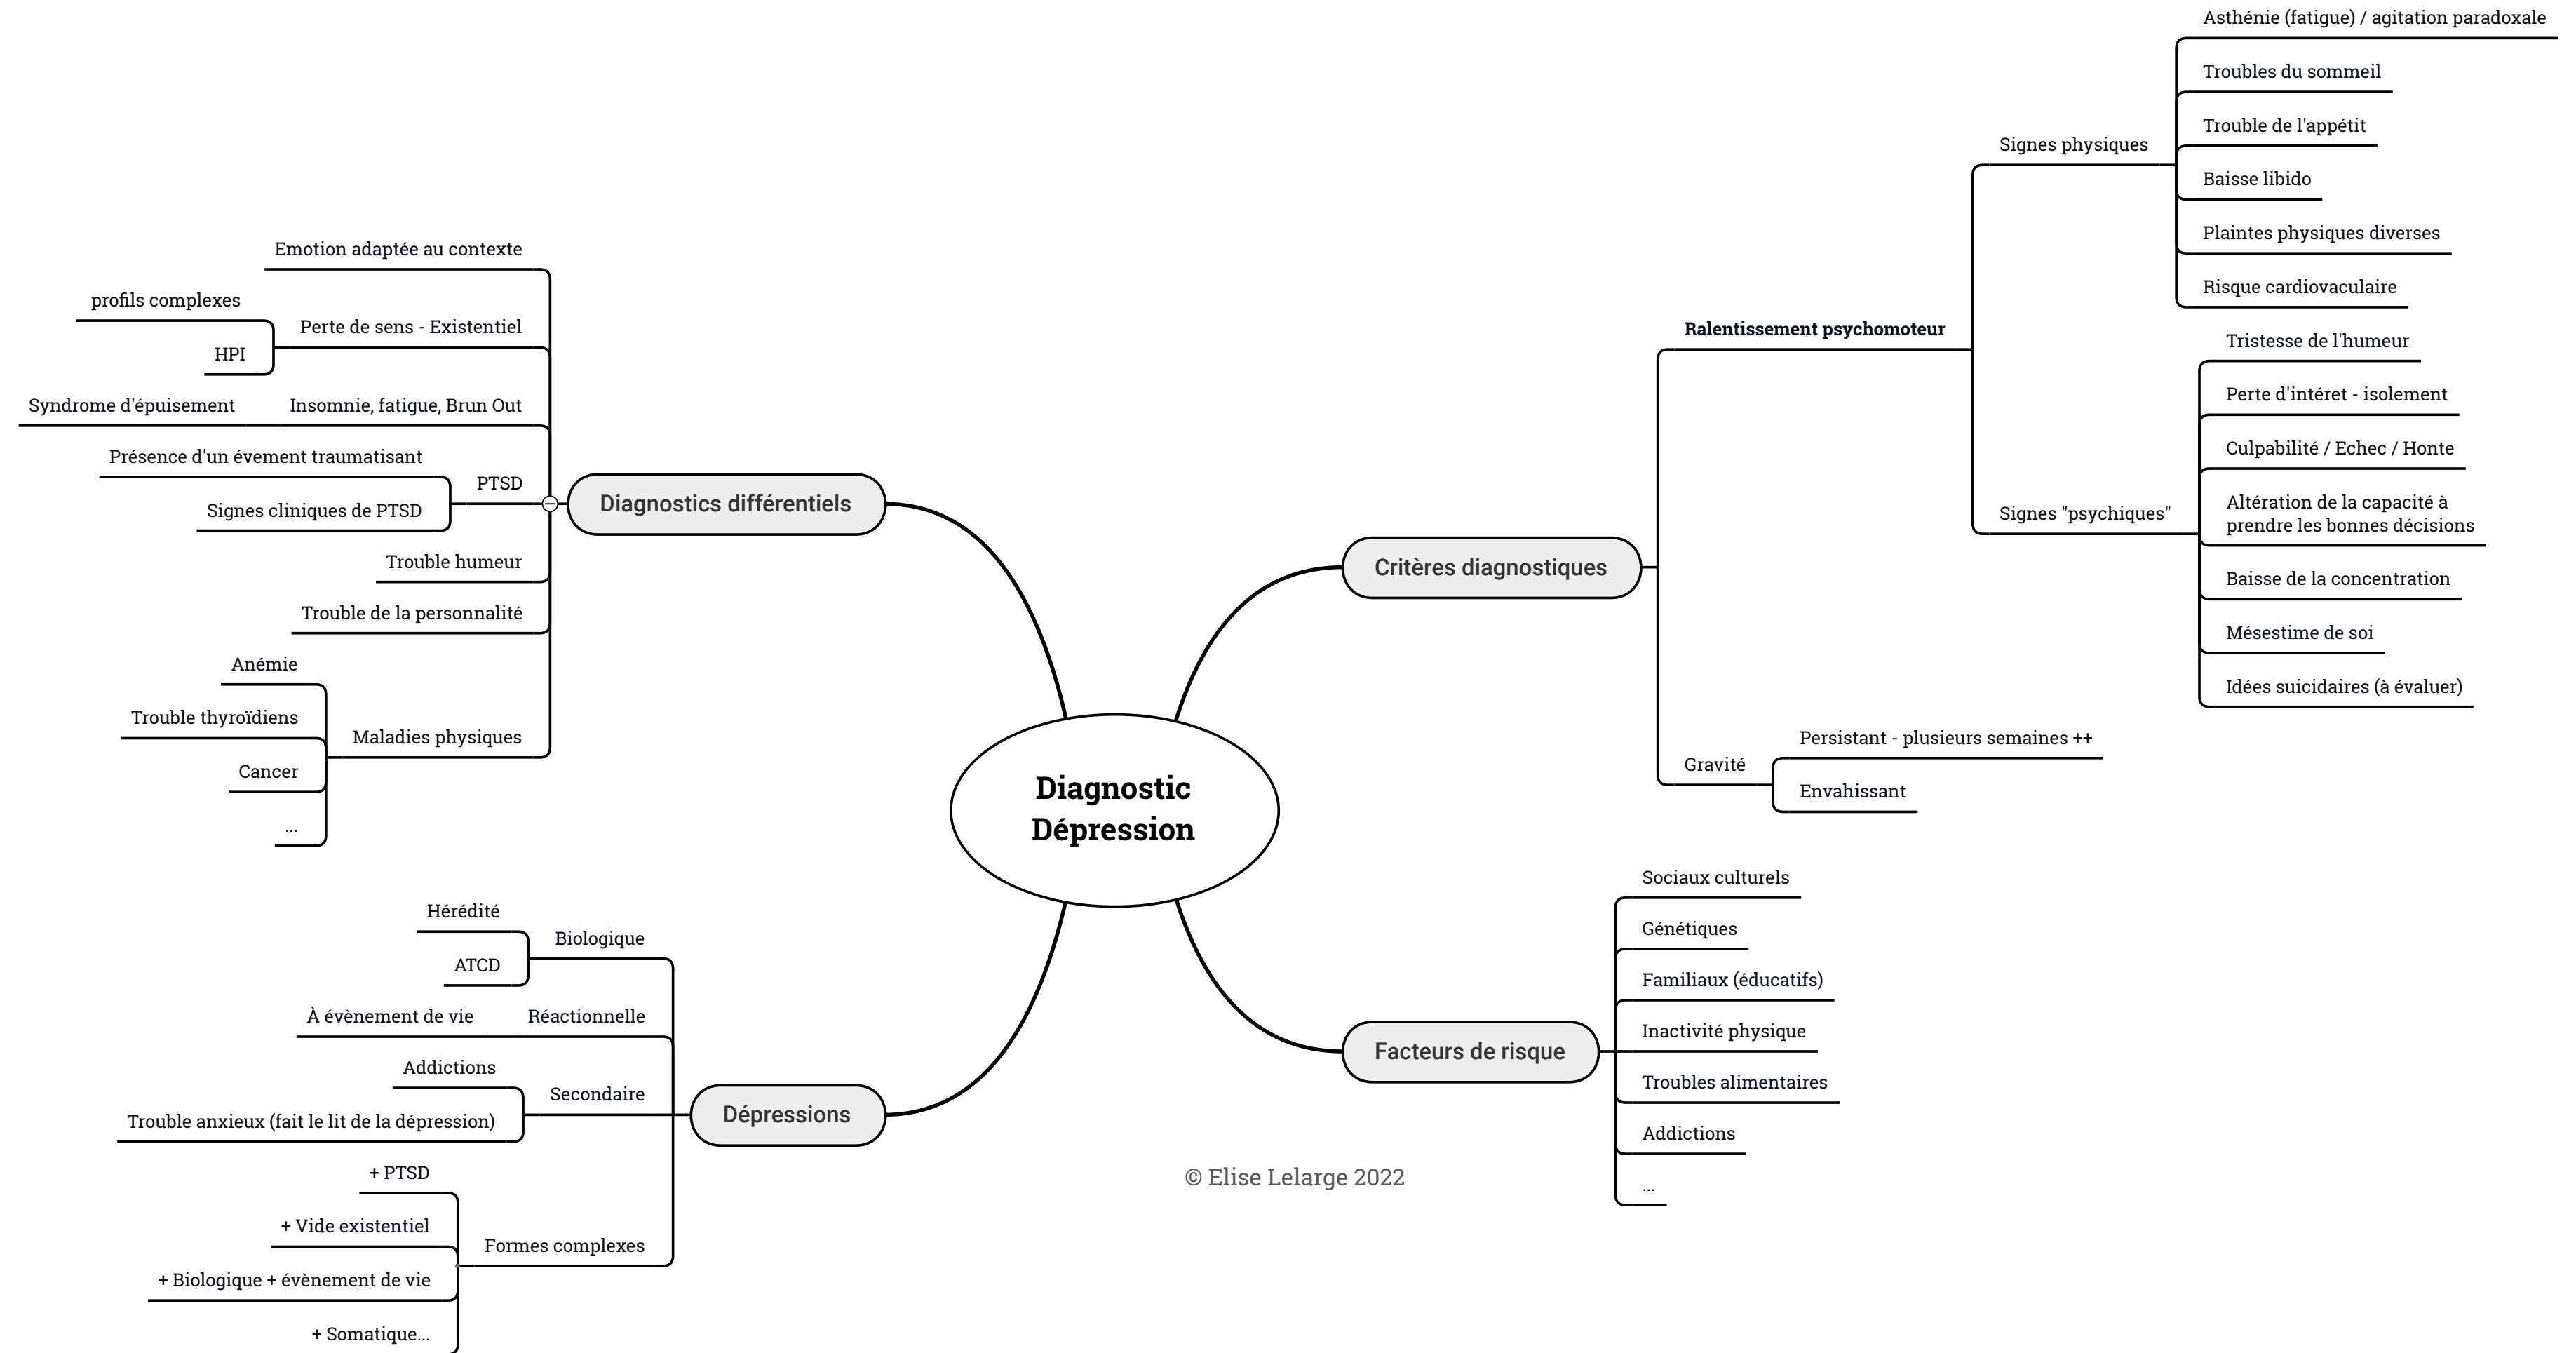 Diagnostic
Dépression
Critères diagnostiques
Ralentissement psychomoteur
Signes physiques
Asthénie (fatigue) / agitation paradoxale
Troubles du sommeil
Trouble de l'appétit
Baisse libido
Plaintes physiques diverses
Risque cardiovaculaire
Signes "psychiques"
Tristesse de l'humeur
Perte d'intéret - isolement
Culpabilité / Echec / Honte
Altération de la capacité à
prendre les bonnes décisions
Baisse de la concentration
Mésestime de soi
Idées suicidaires (à évaluer)
Gravité
Persistant - plusieurs semaines ++
Envahissant
Facteurs de risque
Sociaux culturels
Génétiques
Familiaux (éducatifs)
Inactivité physique
Troubles alimentaires
Addictions
...
Diagnostics différentiels
Emotion adaptée au contexte
Perte de sens - Existentiel
profils complexes
HPI
Insomnie, fatigue, Brun Out
Syndrome d'épuisement
PTSD
Présence d'un évement traumatisant
Signes cliniques de PTSD
Trouble humeur
Trouble de la personnalité
Maladies physiques
Anémie
Trouble thyroïdiens
Cancer
...
Dépressions
Biologique
Hérédité
ATCD
Réactionnelle
À évènement de vie
Secondaire
Addictions
Trouble anxieux (fait le lit de la dépression)
Formes complexes
+ PTSD
+ Vide existentiel
+ Biologique + évènement de vie
+ Somatique...
© Elise Lelarge 2022